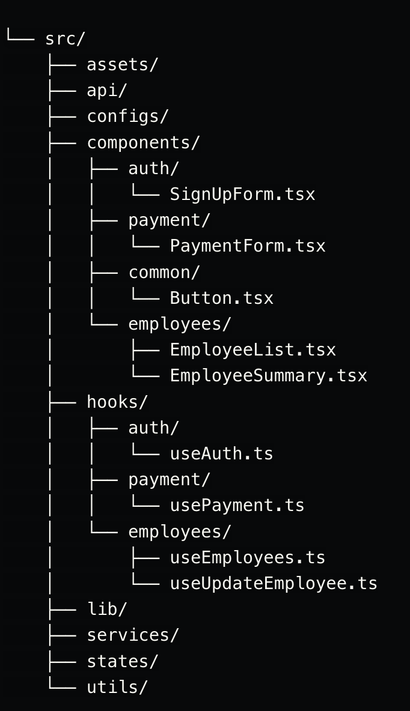 └── src/
    ├── assets/
    ├── api/
    ├── configs/
    ├── components/
    │   ├── auth/
    │   │   └── SignUpForm.tsx
    │   ├── payment/
    │   │   └── PaymentForm.tsx
    │   ├── common/
    │   │   └── Button.tsx
    │   └── employees/
    │       ├── EmployeeList.tsx
    │       └── EmployeeSummary.tsx
    ├── hooks/
    │   ├── auth/
    │   │   └── useAuth.ts
    │   ├── payment/
    │   │   └── usePayment.ts
    │   └── employees/
    │       ├── useEmployees.ts
    │       └── useUpdateEmployee.ts
    ├── lib/
    ├── services/
    ├── states/
    └── utils/